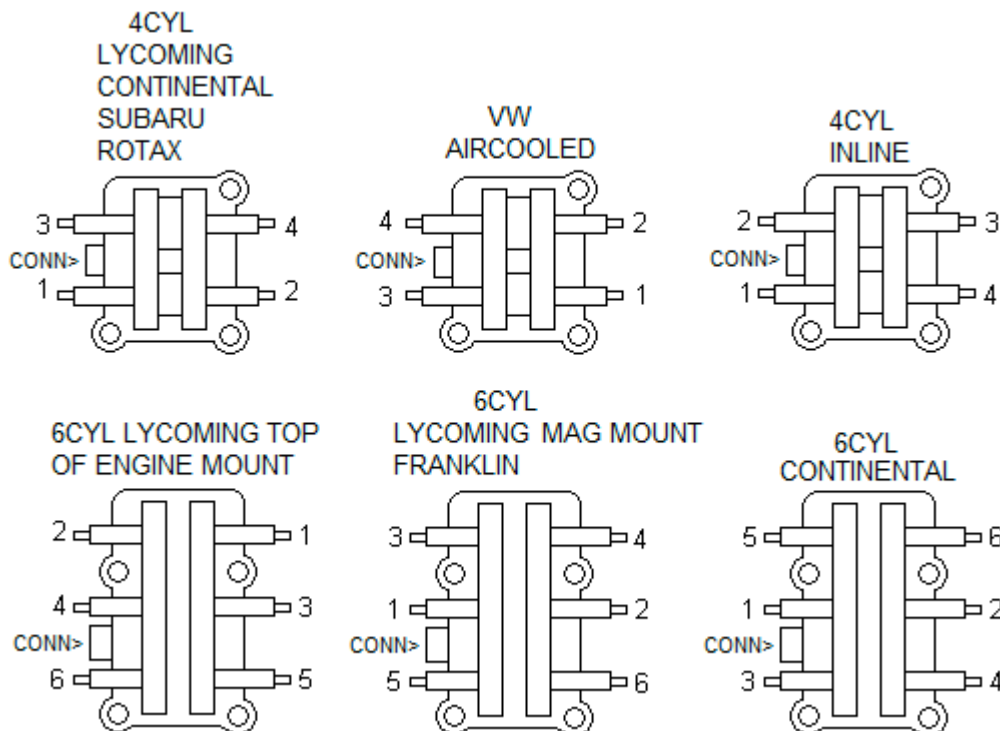 4CYL
LYCOMING
CONTINENTAL
SUBARU
ROTAX
3 4
CONN>
1 2
VW
AIRCOOLED
4 2
CONN>
3 1
4CYL
INLINE
2 3
CONN>
1 4
6CYL LYCOMING TOP
OF ENGINE MOUNT
2 1
4 3
CONN>
6 5
6CYL
LYCOMING MAG MOUNT
FRANKLIN
3 4
1 2
CONN>
5 6
6CYL
CONTINENTAL
5 6
1 2
CONN>
3 4